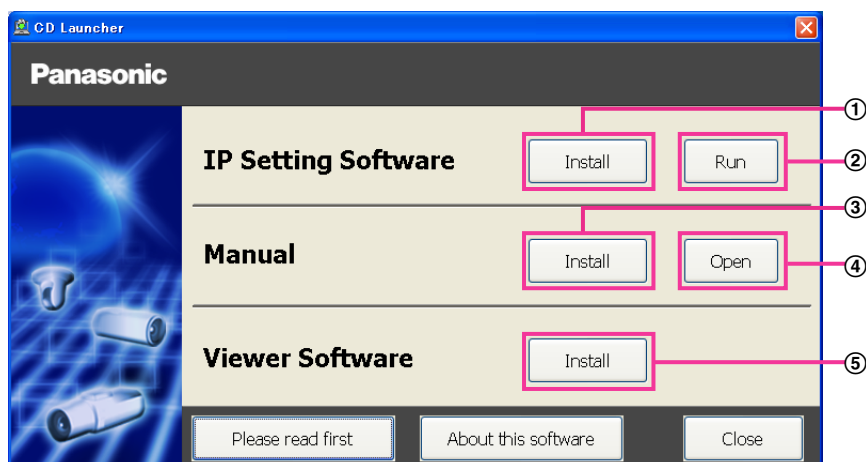 CD Launcher
Panasonic
①
IP Setting Software
Install
Run
②
③
Manual
Install
Open
④
Viewer Software
Install
⑤
Please read first
About this software
Close